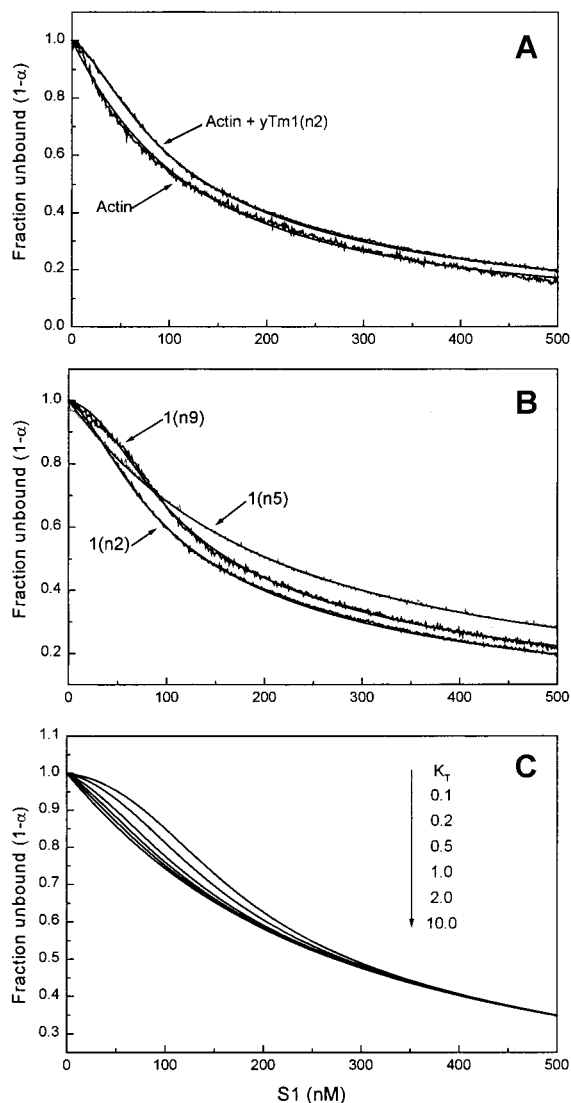 A
1.0
0.8
0.6
0.4
0.2
0.0
Fraction unbound (1-α)
Actin + yTm1(n2)
Actin
0 100 200 300 400 500
B
1.0
0.8
0.6
0.4
0.2
Fraction unbound (1-α)
1(n9)
1(n5)
1(n2)
0 100 200 300 400 500
C
1.1
1.0
0.9
0.8
0.7
0.6
0.5
0.4
0.3
Fraction unbound (1-α)
K_T
0.1
0.2
0.5
1.0
2.0
10.0
0 100 200 300 400 500
S1 (nM)